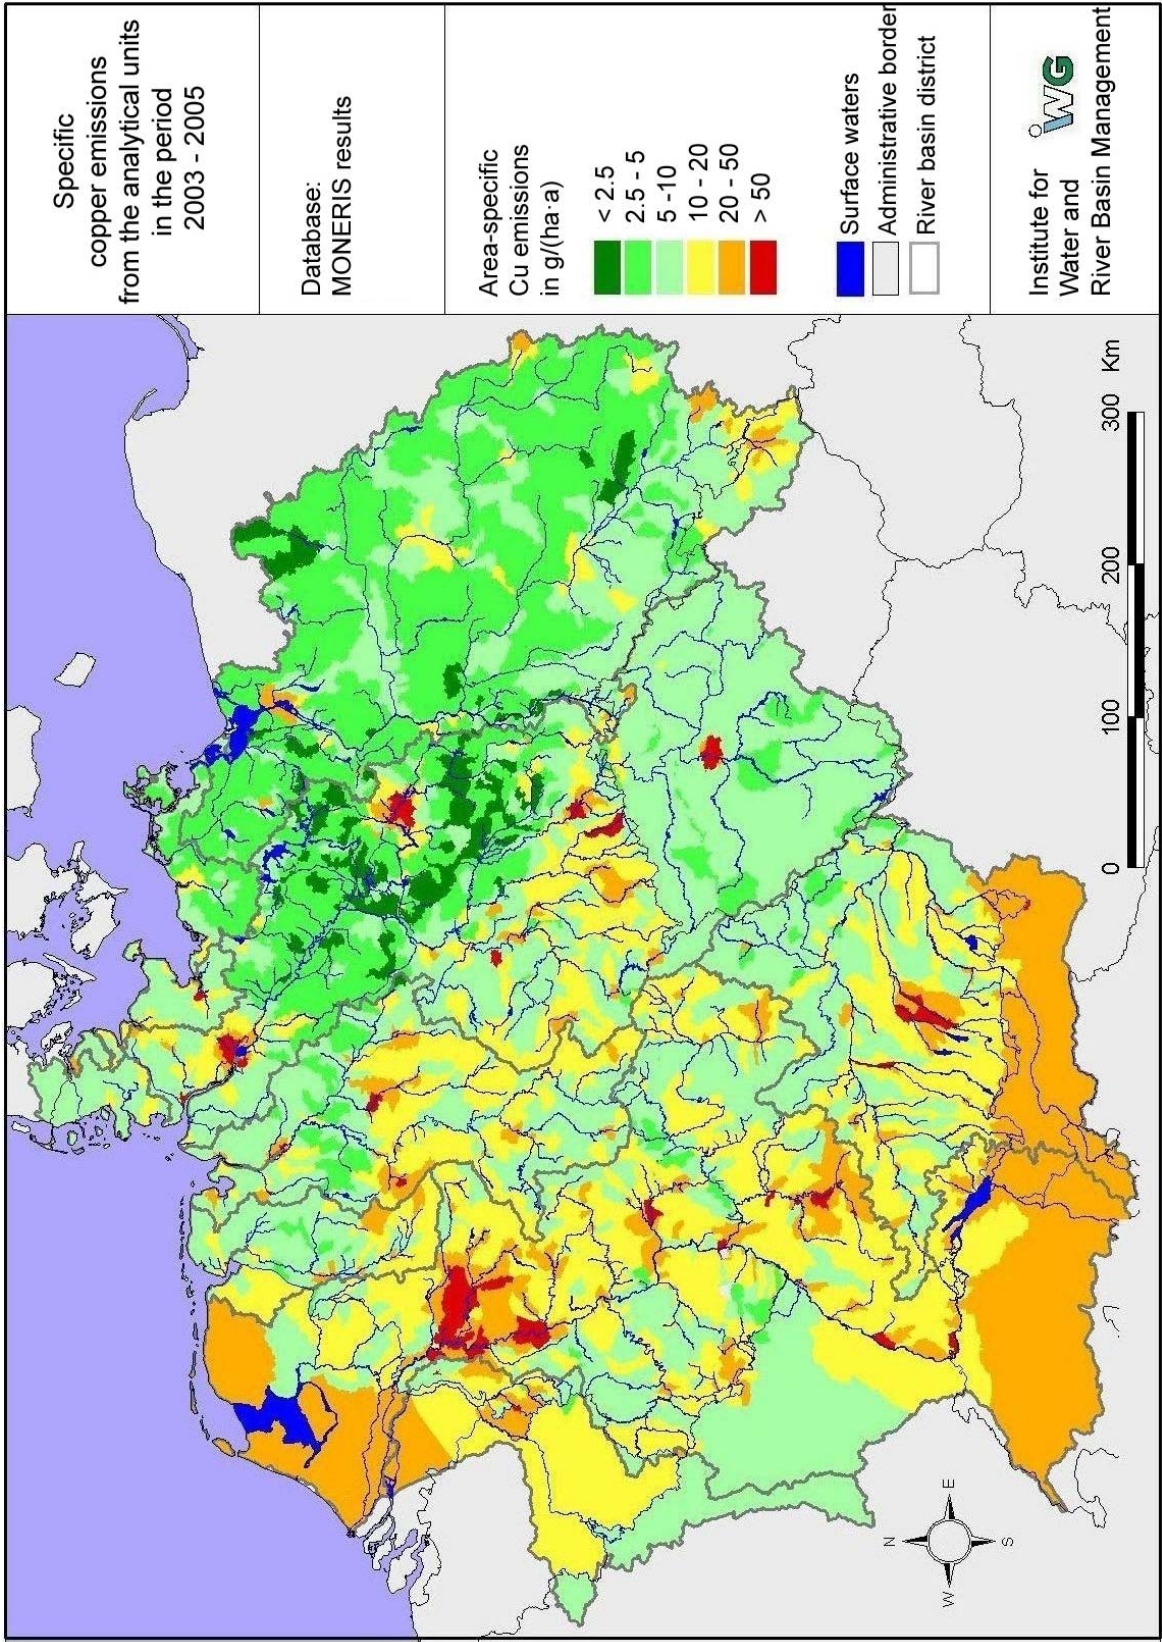 Specific
copper emissions
from the analytical units
in the period
2003 - 2005
Database:
MONERIS results
Area-specific
Cu emissions
in g/(ha·a)
< 2.5
2.5 - 5
5 -10
10 - 20
20 - 50
> 50
Surface waters
Administrative border
River basin district
Institute for
Water and
River Basin Management
iWG
0 100 200 300 Km
N
W E
S